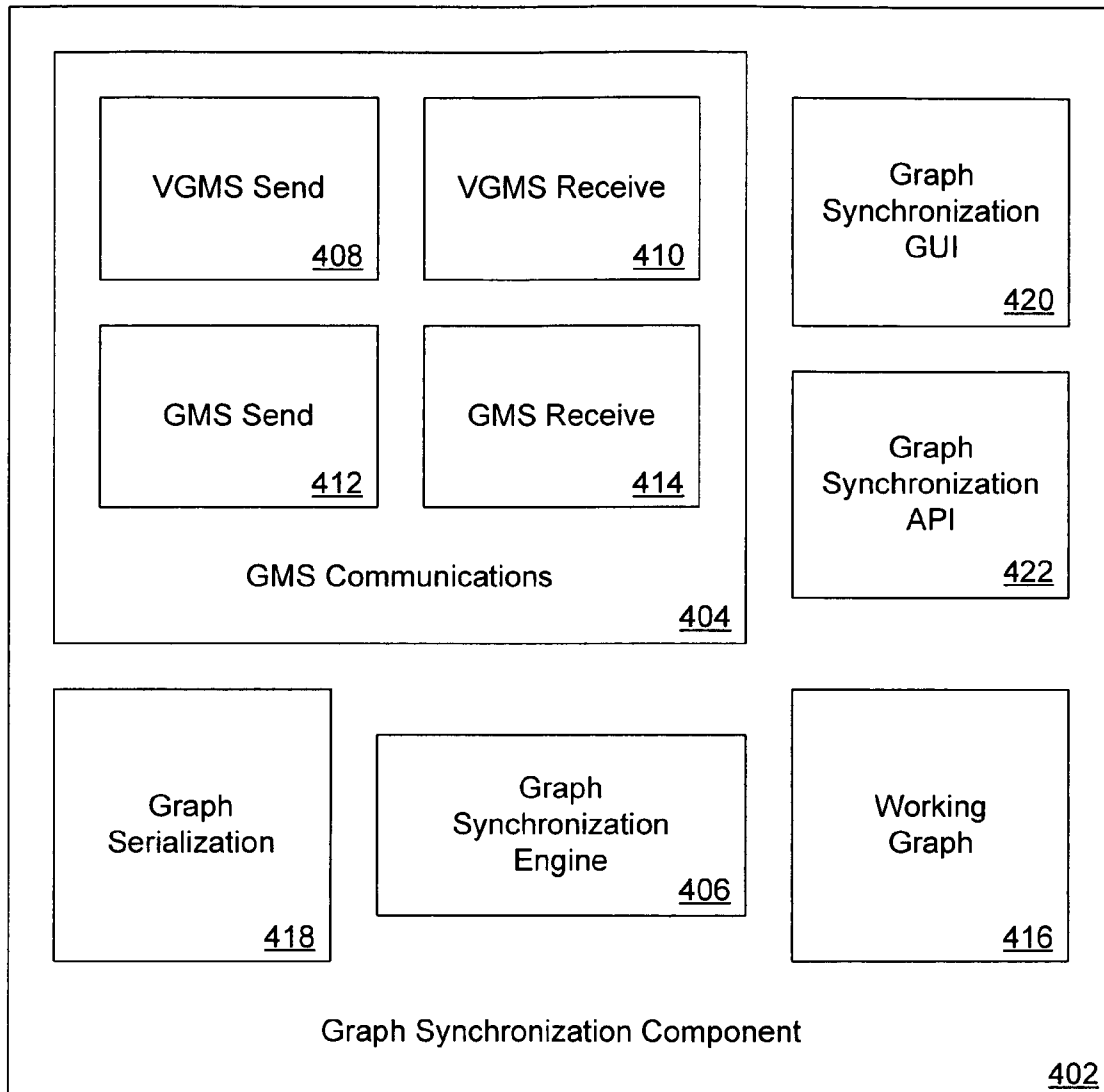 VGMS Send
408
VGMS Receive
410
GMS Send
412
GMS Receive
414
GMS Communications
404
Graph
Synchronization
GUI
420
Graph
Synchronization
API
422
Graph
Serialization
418
Graph
Synchronization
Engine
406
Working
Graph
416
Graph Synchronization Component
402